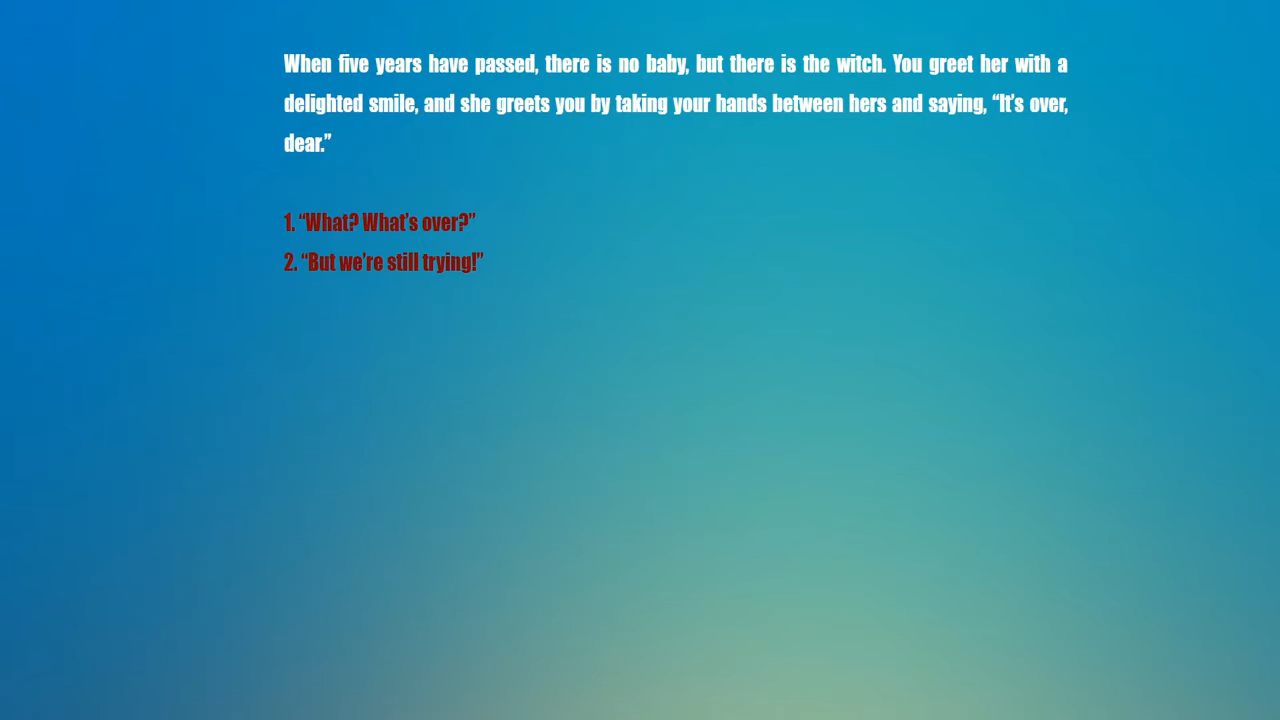 When five years have passed, there is no baby, but there is the witch. You greet her with a
delighted smile, and she greets you by taking your hands between hers and saying, “It’s over,
dear.”
1. “What? What’s over?”
2. “But we’re still trying!”